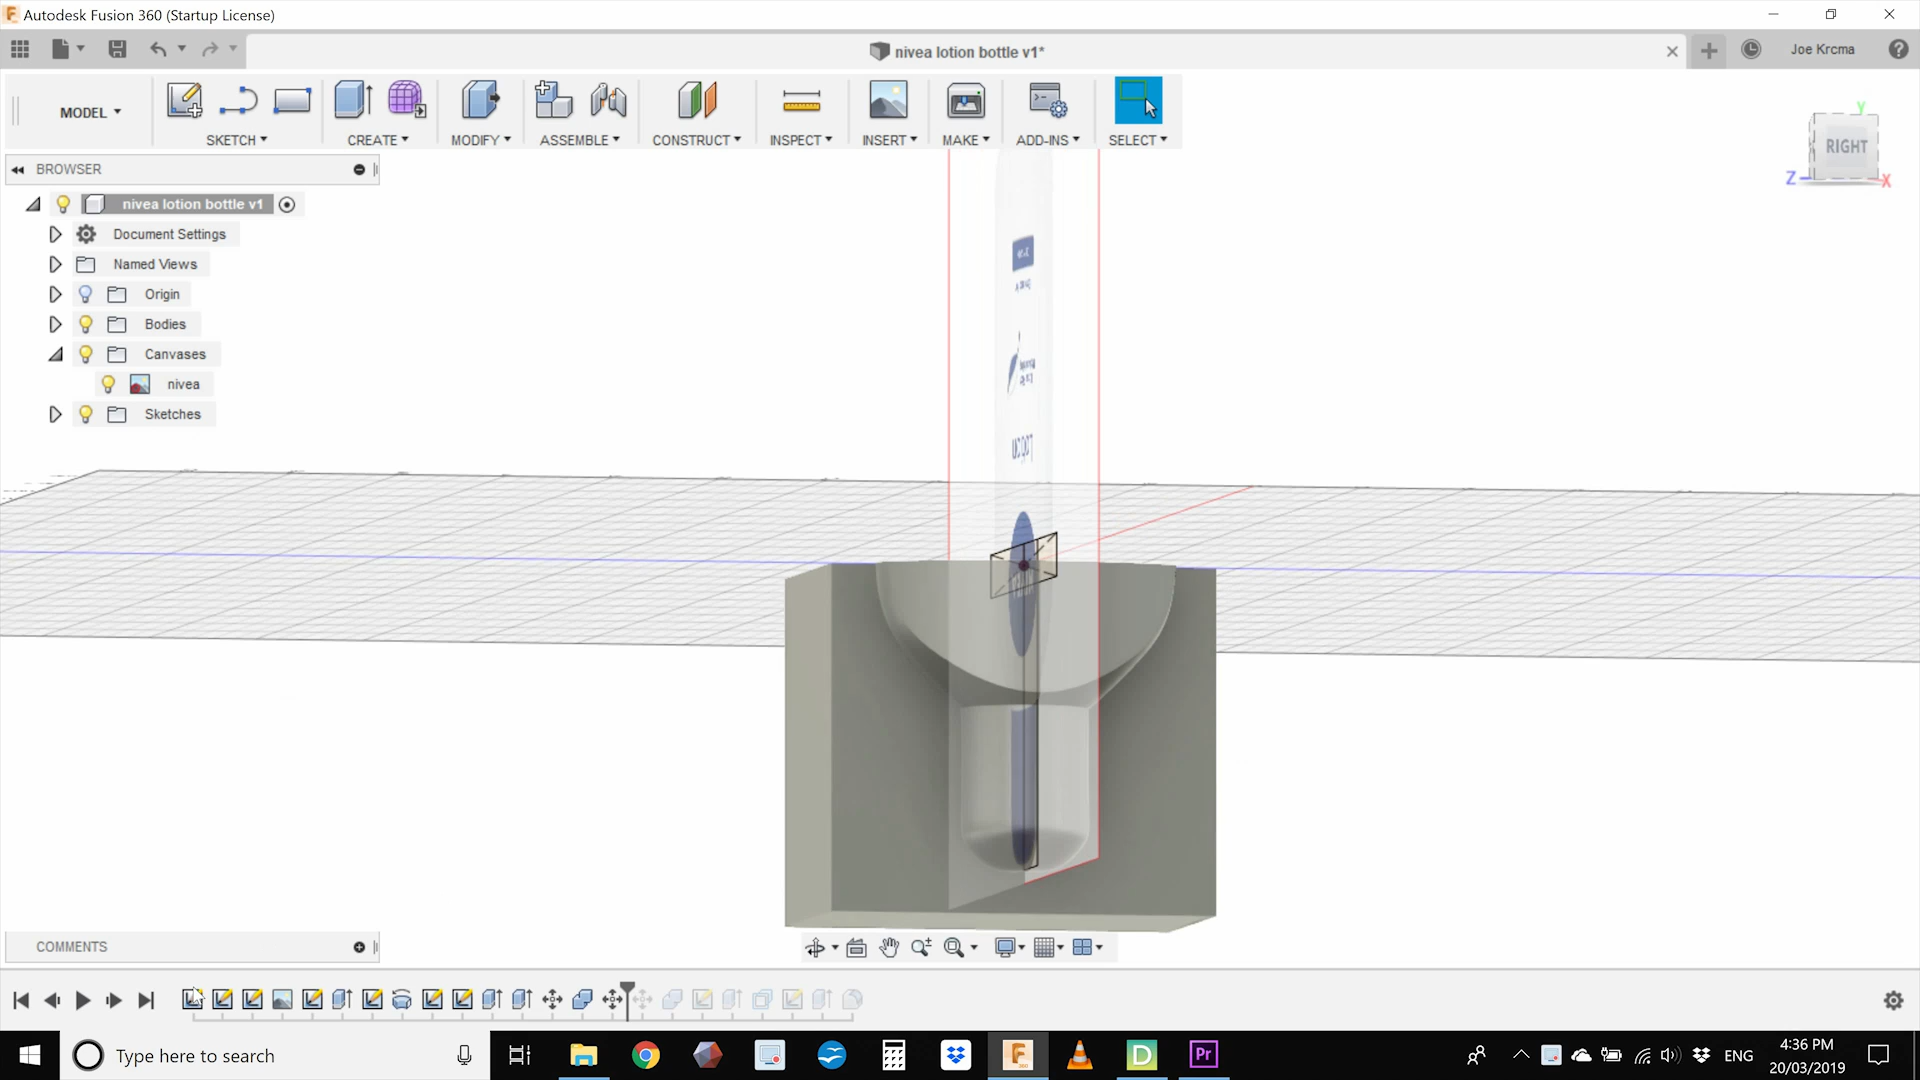 Autodesk Fusion 360 (Startup License)
nivea lotion bottle v1*
Joe Krcma
MODEL
SKETCH
CREATE
MODIFY
ASSEMBLE
CONSTRUCT
INSPECT
INSERT
MAKE
ADD-INS
SELECT
Y
RIGHT
Z
X
BROWSER
nivea lotion bottle v1
Document Settings
Named Views
Origin
Bodies
Canvases
nivea
Sketches
COMMENTS
Type here to search
ENG
4:36 PM
20/03/2019